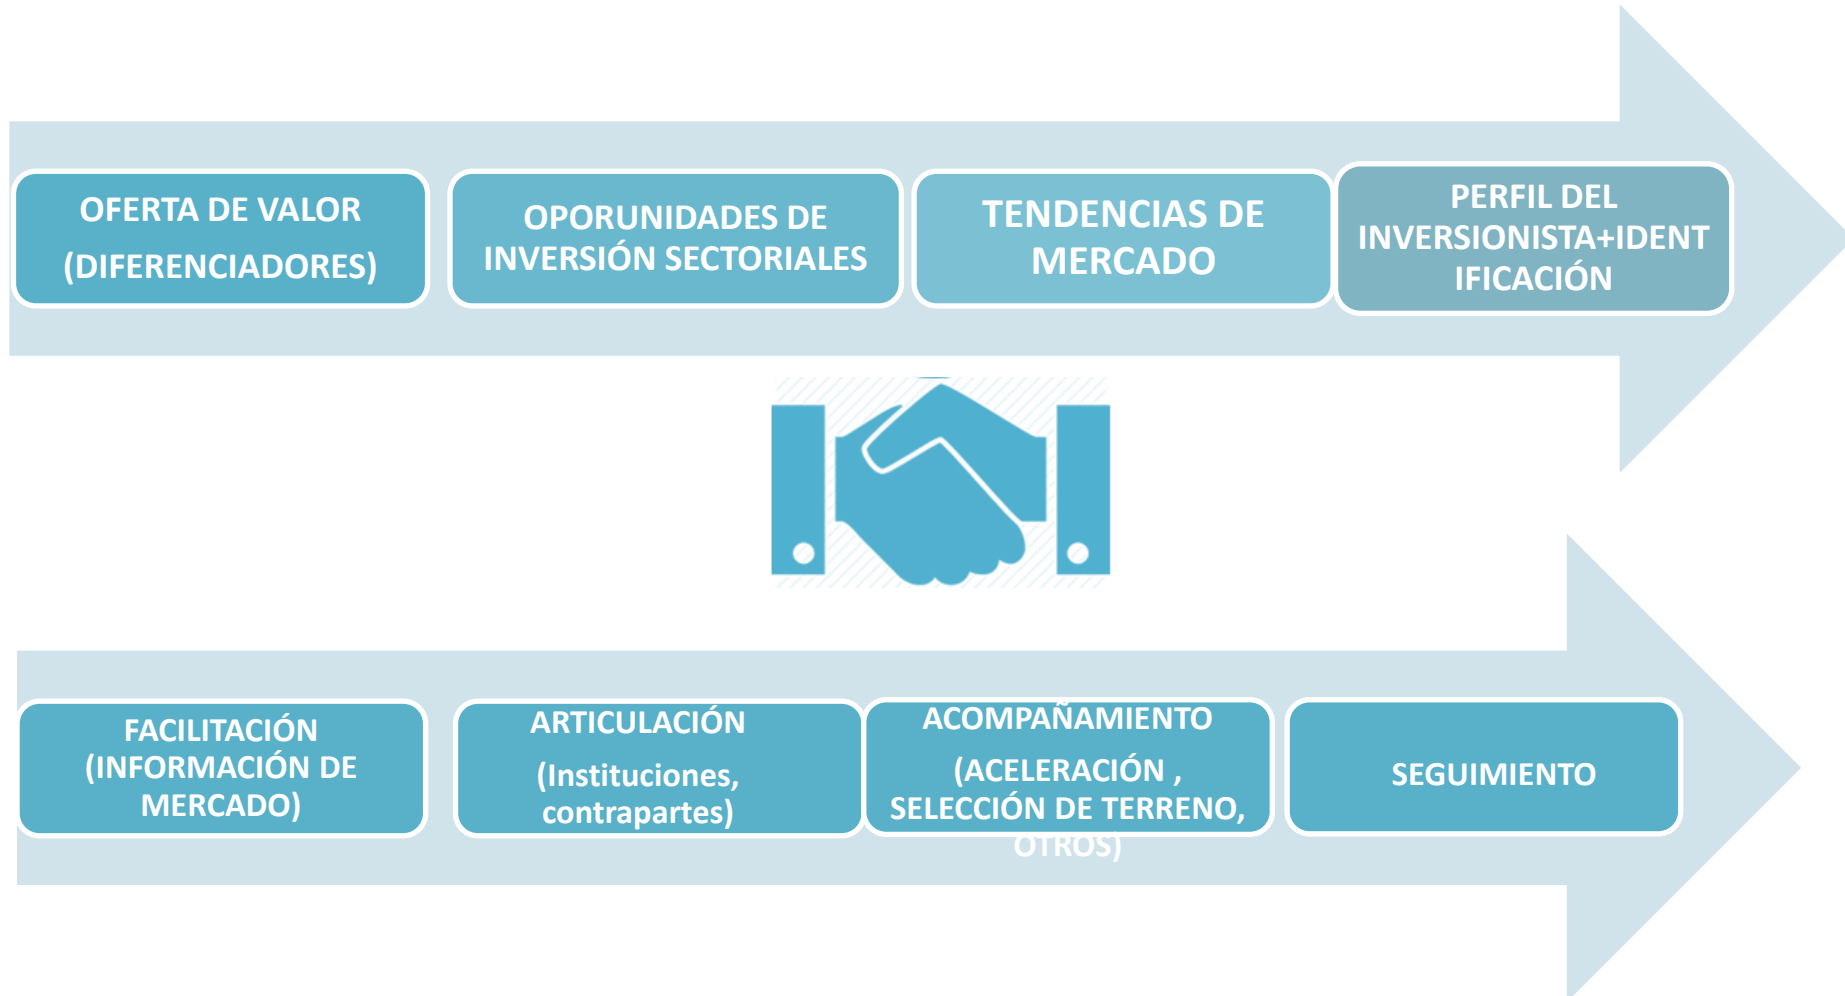 OFERTA DE VALOR
(DIFERENCIADORES)
OPORUNIDADES DE
INVERSIÓN SECTORIALES
TENDENCIAS DE
MERCADO
PERFIL DEL
INVERSIONISTA+IDENT
IFICACIÓN
FACILITACIÓN
(INFORMACIÓN DE
MERCADO)
ARTICULACIÓN
(Instituciones,
contrapartes)
ACOMPAÑAMIENTO
(ACELERACIÓN ,
SELECCIÓN DE TERRENO,
OTROS)
SEGUIMIENTO